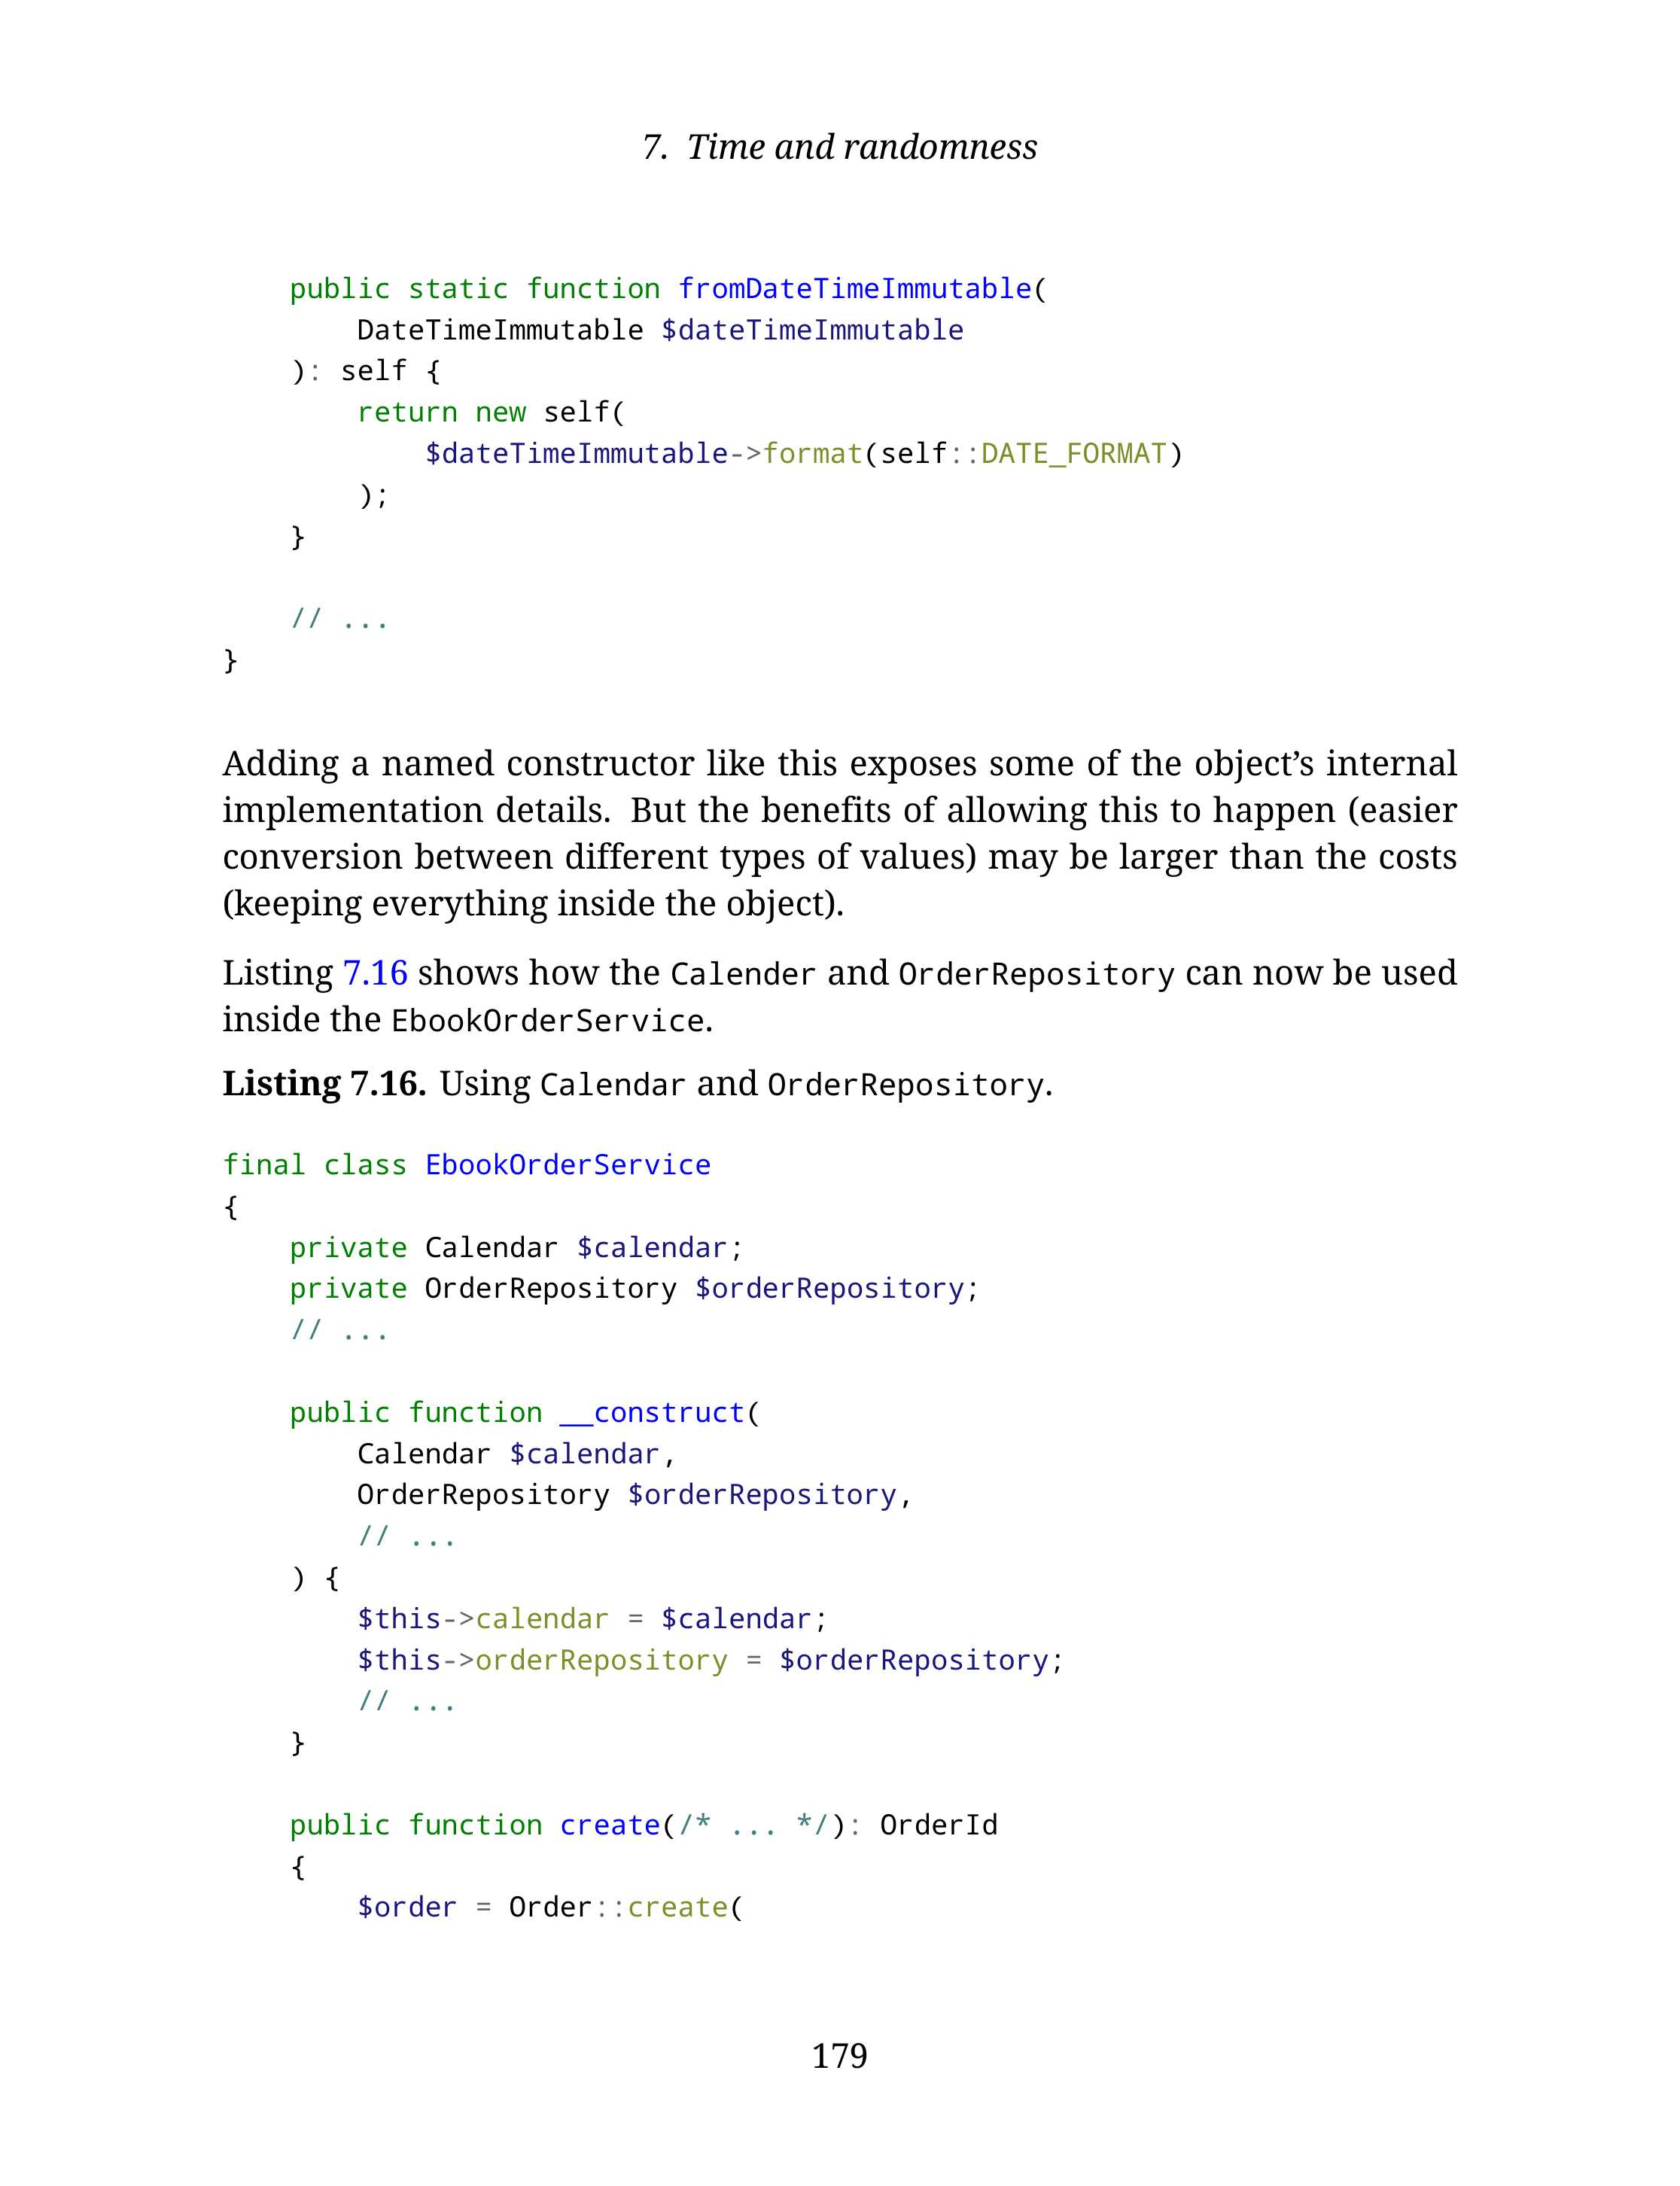 7. Time and randomness
    public static function fromDateTimeImmutable(
        DateTimeImmutable $dateTimeImmutable
    ): self {
        return new self(
            $dateTimeImmutable->format(self::DATE_FORMAT)
        );
    }

    // ...
}
Adding a named constructor like this exposes some of the object’s internal
implementation details. But the benefits of allowing this to happen (easier
conversion between different types of values) may be larger than the costs
(keeping everything inside the object).
Listing 7.16 shows how the Calender and OrderRepository can now be used
inside the EbookOrderService.
Listing 7.16. Using Calendar and OrderRepository.
final class EbookOrderService
{
    private Calendar $calendar;
    private OrderRepository $orderRepository;
    // ...

    public function __construct(
        Calendar $calendar,
        OrderRepository $orderRepository,
        // ...
    ) {
        $this->calendar = $calendar;
        $this->orderRepository = $orderRepository;
        // ...
    }

    public function create(/* ... */): OrderId
    {
        $order = Order::create(
179